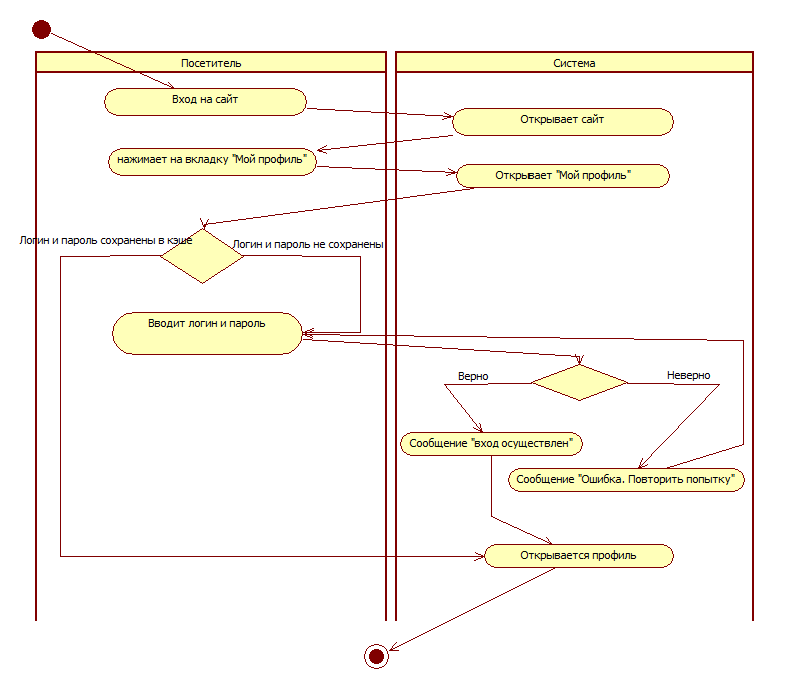 Посетитель
Система
Вход на сайт
Открывает сайт
нажимает на вкладку "Мой профиль"
Открывает "Мой профиль"
Логин и пароль сохранены в кэше
Логин и пароль не сохранены
Вводит логин и пароль
Верно
Неверно
Сообщение "вход осуществлен"
Сообщение "Ошибка. Повторить попытку"
Открывается профиль